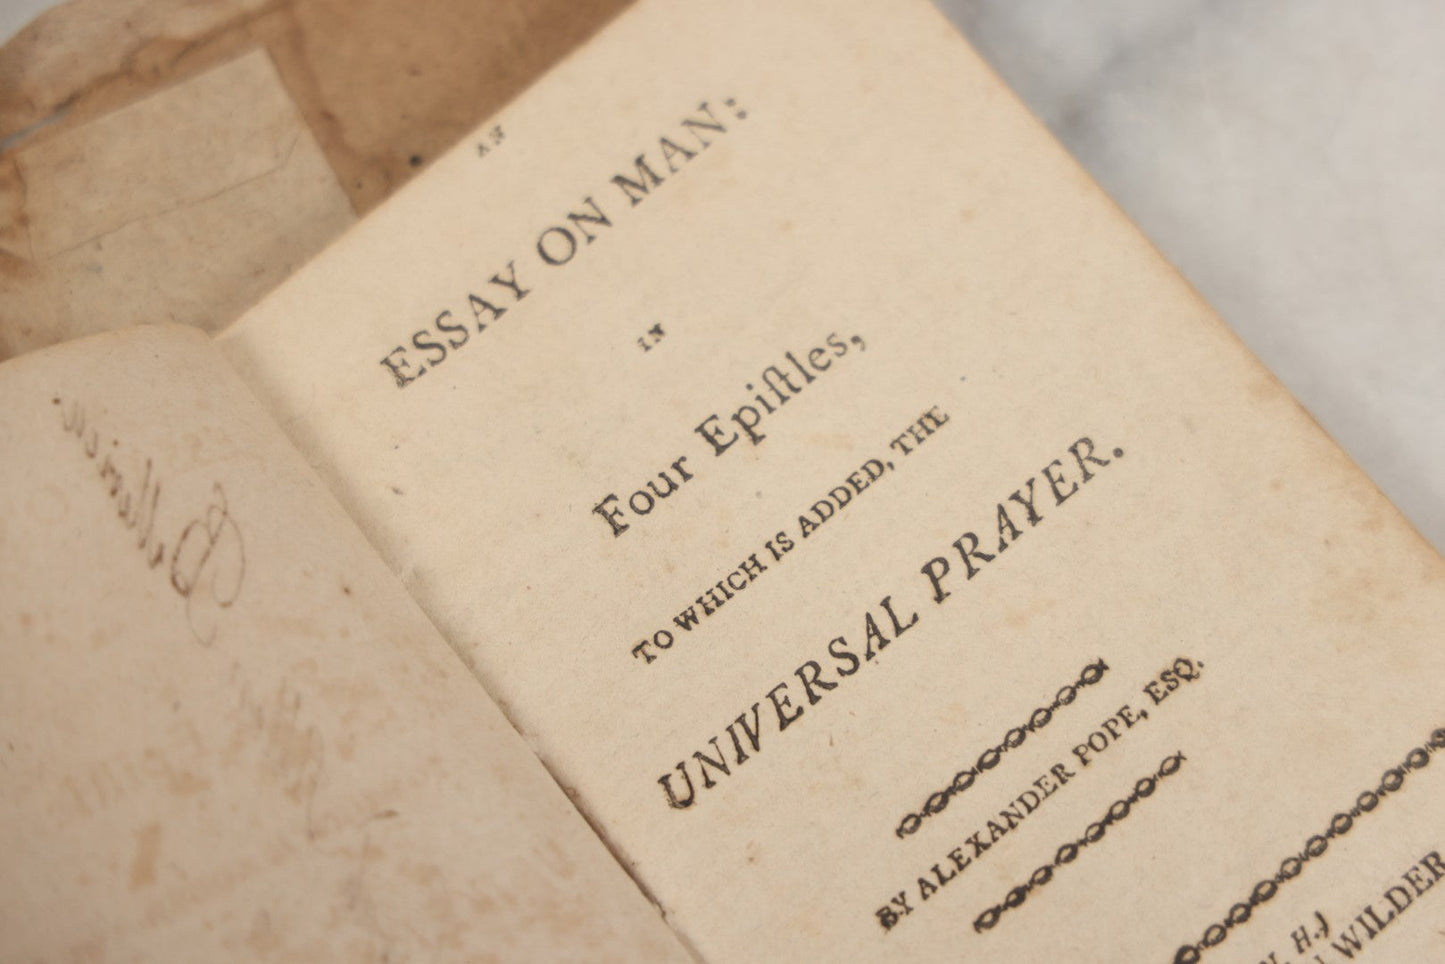 AN
ESSAY ON MAN:
IN
Four Epiſtles,
TO WHICH IS ADDED, THE
UNIVERSAL PRAYER.
BY ALEXANDER POPE, ESQ.
H.
WILDER